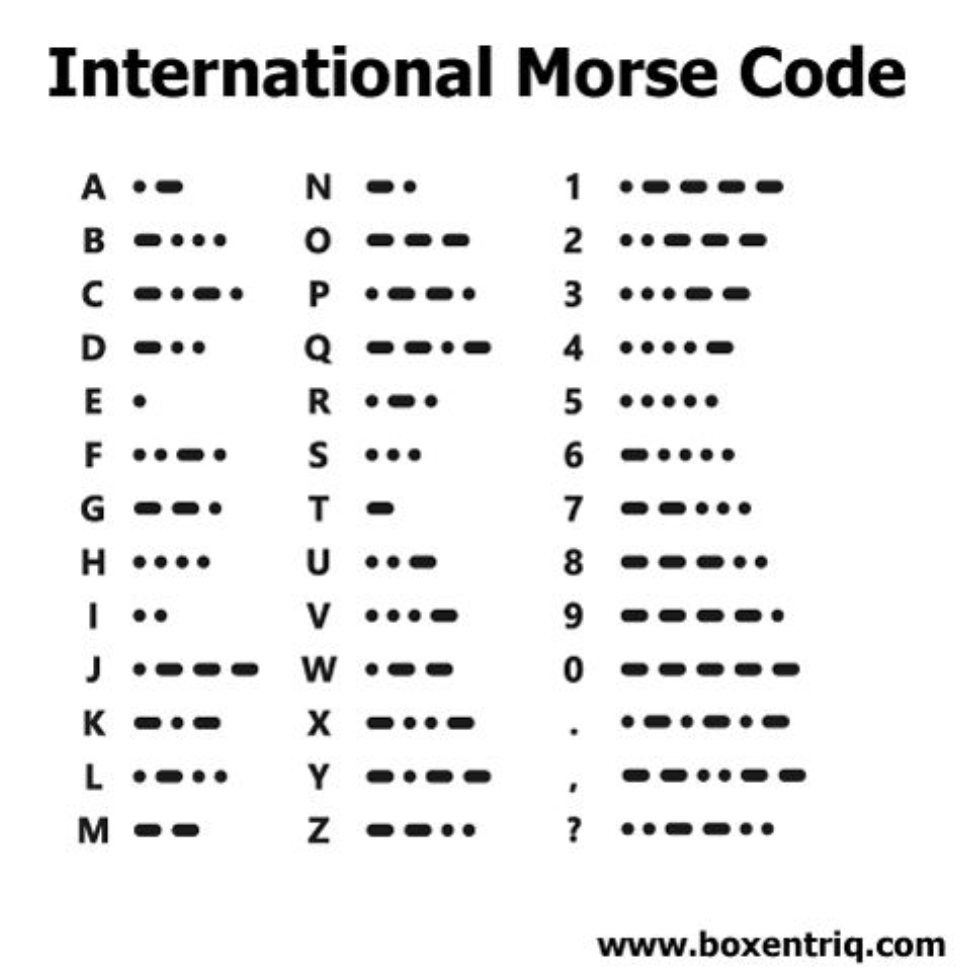 International Morse Code
A •– N –• 1 •––––
B –••• O ––– 2 ••–––
C –•–• P •––• 3 •••––
D –•• Q ––•– 4 ••••–
E • R •–• 5 •••••
F ••–• S ••• 6 –••••
G ––• T – 7 ––•••
H •••• U ••– 8 –––••
I •• V •••– 9 ––––•
J •––– W •–– 0 –––––
K –•– X –••– . •–•–•–
L •–•• Y –•–– , ––••––
M –– Z ––•• ? ••––••
www.boxentriq.com